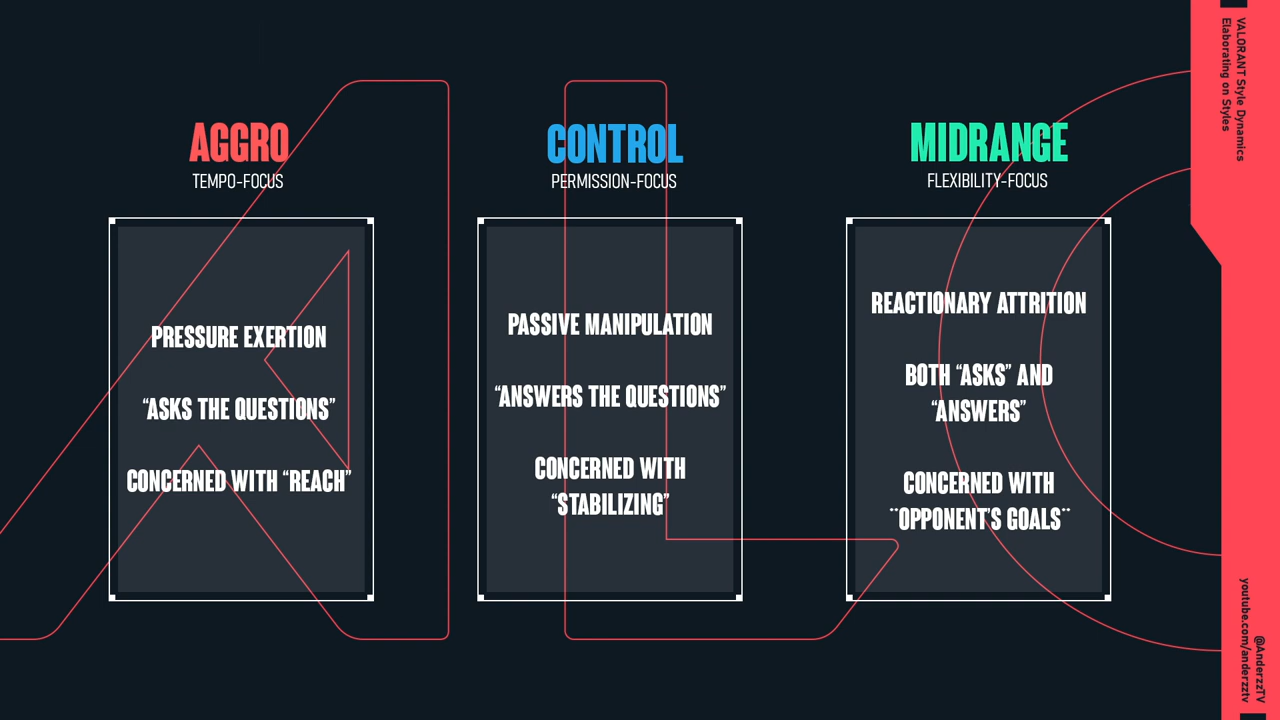 AGGRO
TEMPO-FOCUS
PRESSURE EXERTION
“ASKS THE QUESTIONS”
CONCERNED WITH “REACH”
CONTROL
PERMISSION-FOCUS
PASSIVE MANIPULATION
“ANSWERS THE QUESTIONS”
CONCERNED WITH
“STABILIZING”
MIDRANGE
FLEXIBILITY-FOCUS
REACTIONARY ATTRITION
BOTH “ASKS” AND
“ANSWERS”
CONCERNED WITH
¨OPPONENT'S GOALS¨
VALORANT Style Dynamics
Elaborating on Styles
@AnderzzTV
youtube.com/anderzztv